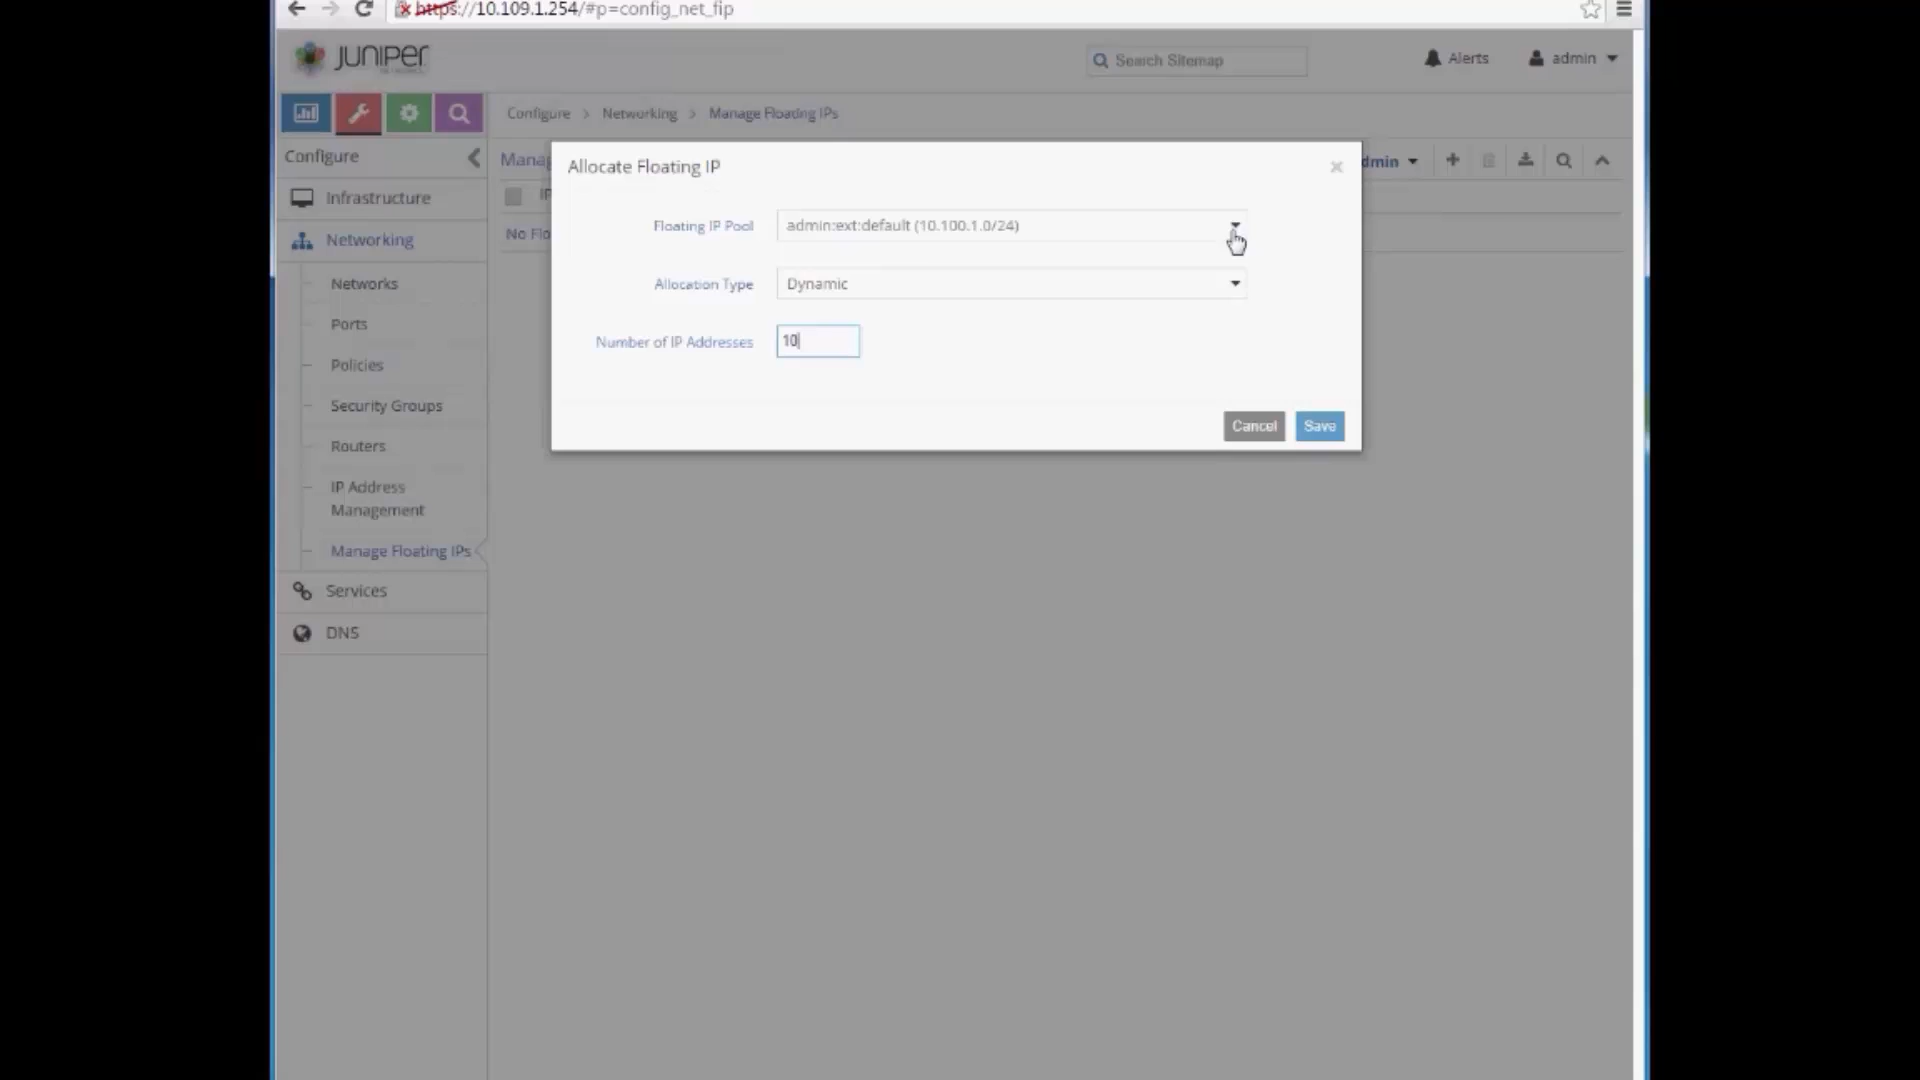 https://10.109.1.254/#p=config_net_fip
JUNIPER
Search Sitemap
Alerts
admin
Configure > Networking > Manage Floating IPs
Configure
Infrastructure
Networking
Networks
Ports
Policies
Security Groups
Routers
IP Address
Management
Manage Floating IPs
Services
DNS
Mana
dmin
IP
No Flo
Allocate Floating IP
Floating IP Pool
admin:ext:default (10.100.1.0/24)
Allocation Type
Dynamic
Number of IP Addresses
10
Cancel
Save